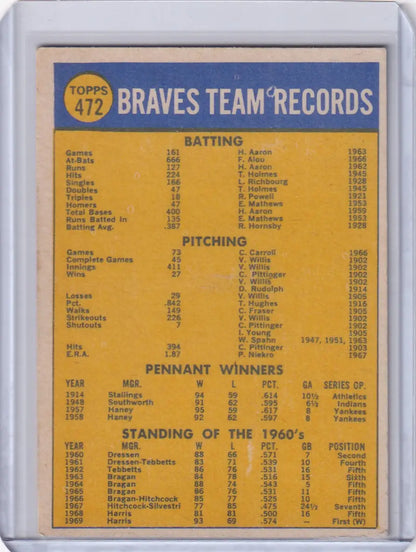 TOPPS
472
BRAVES TEAM RECORDS
BATTING
Games 161 H. Aaron 1963
At-Bats 666 F. Alou 1966
Runs 127 H. Aaron 1962
Hits 224 T. Holmes 1945
Singles 166 L. Richbourg 1928
Doubles 47 T. Holmes 1945
Triples 18 R. Powell 1921
Homers 47 E. Mathews 1953
Total Bases 400 H. Aaron 1959
Runs Batted In 135 E. Mathews 1953
Batting Avg. .387 R. Hornsby 1928
PITCHING
Games 73 C. Carroll 1966
Complete Games 45 V. Willis 1902
Innings 411 V. Willis 1902
Wins 27 C. Pittinger 1902
V. Willis 1902
D. Rudolph 1914
Losses 29 V. Willis 1905
Pct. .842 T. Hughes 1916
Walks 149 C. Fraser 1905
Strikeouts 226 V. Willis 1902
Shutouts 7 C. Pittinger 1902
I. Young 1905
W. Spahn 1947, 1951, 1963
Hits 394 C. Pittinger 1903
E.R.A. 1.87 P. Niekro 1967
PENNANT WINNERS
YEAR MGR. W L PCT. GA SERIES OP.
1914 Stallings 94 59 .614 10½ Athletics
1948 Southworth 91 62 .595 6½ Indians
1957 Haney 95 59 .617 8 Yankees
1958 Haney 92 62 .597 8 Yankees
STANDING OF THE 1960's
YEAR MGR. W L PCT. GB POSITION
1960 Dressen 88 66 .571 7 Second
1961 Dressen-Tebbetts 83 71 .539 10 Fourth
1962 Tebbetts 86 76 .531 16 Fifth
1963 Bragan 84 78 .516 15 Sixth
1964 Bragan 88 74 .543 5 Fifth
1965 Bragan 86 76 .531 11 Fifth
1966 Bragan-Hitchcock 85 77 .525 10 Fifth
1967 Hitchcock-Silvestri 77 85 .475 24½ Seventh
1968 Harris 81 81 .500 16 Fifth
1969 Harris 93 69 .574 – First (W)